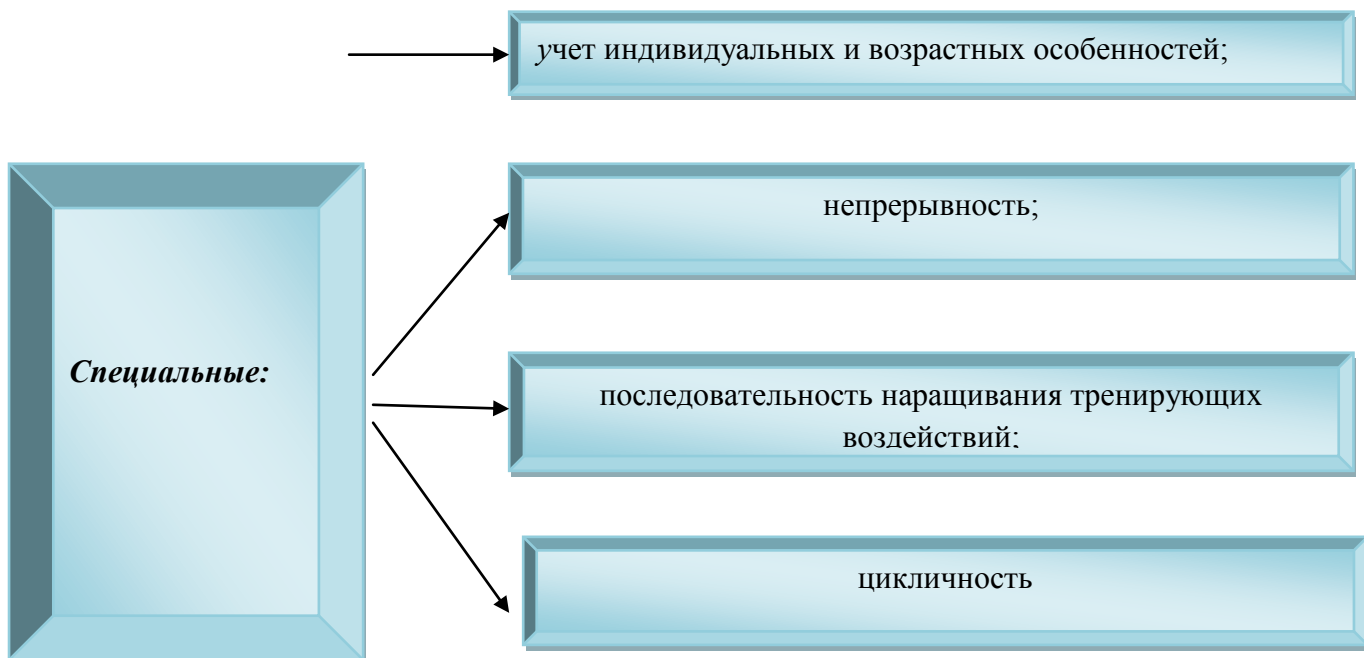 учет индивидуальных и возрастных особенностей;
непрерывность;
Специальные:
последовательность наращивания тренирующих
воздействий;
цикличность